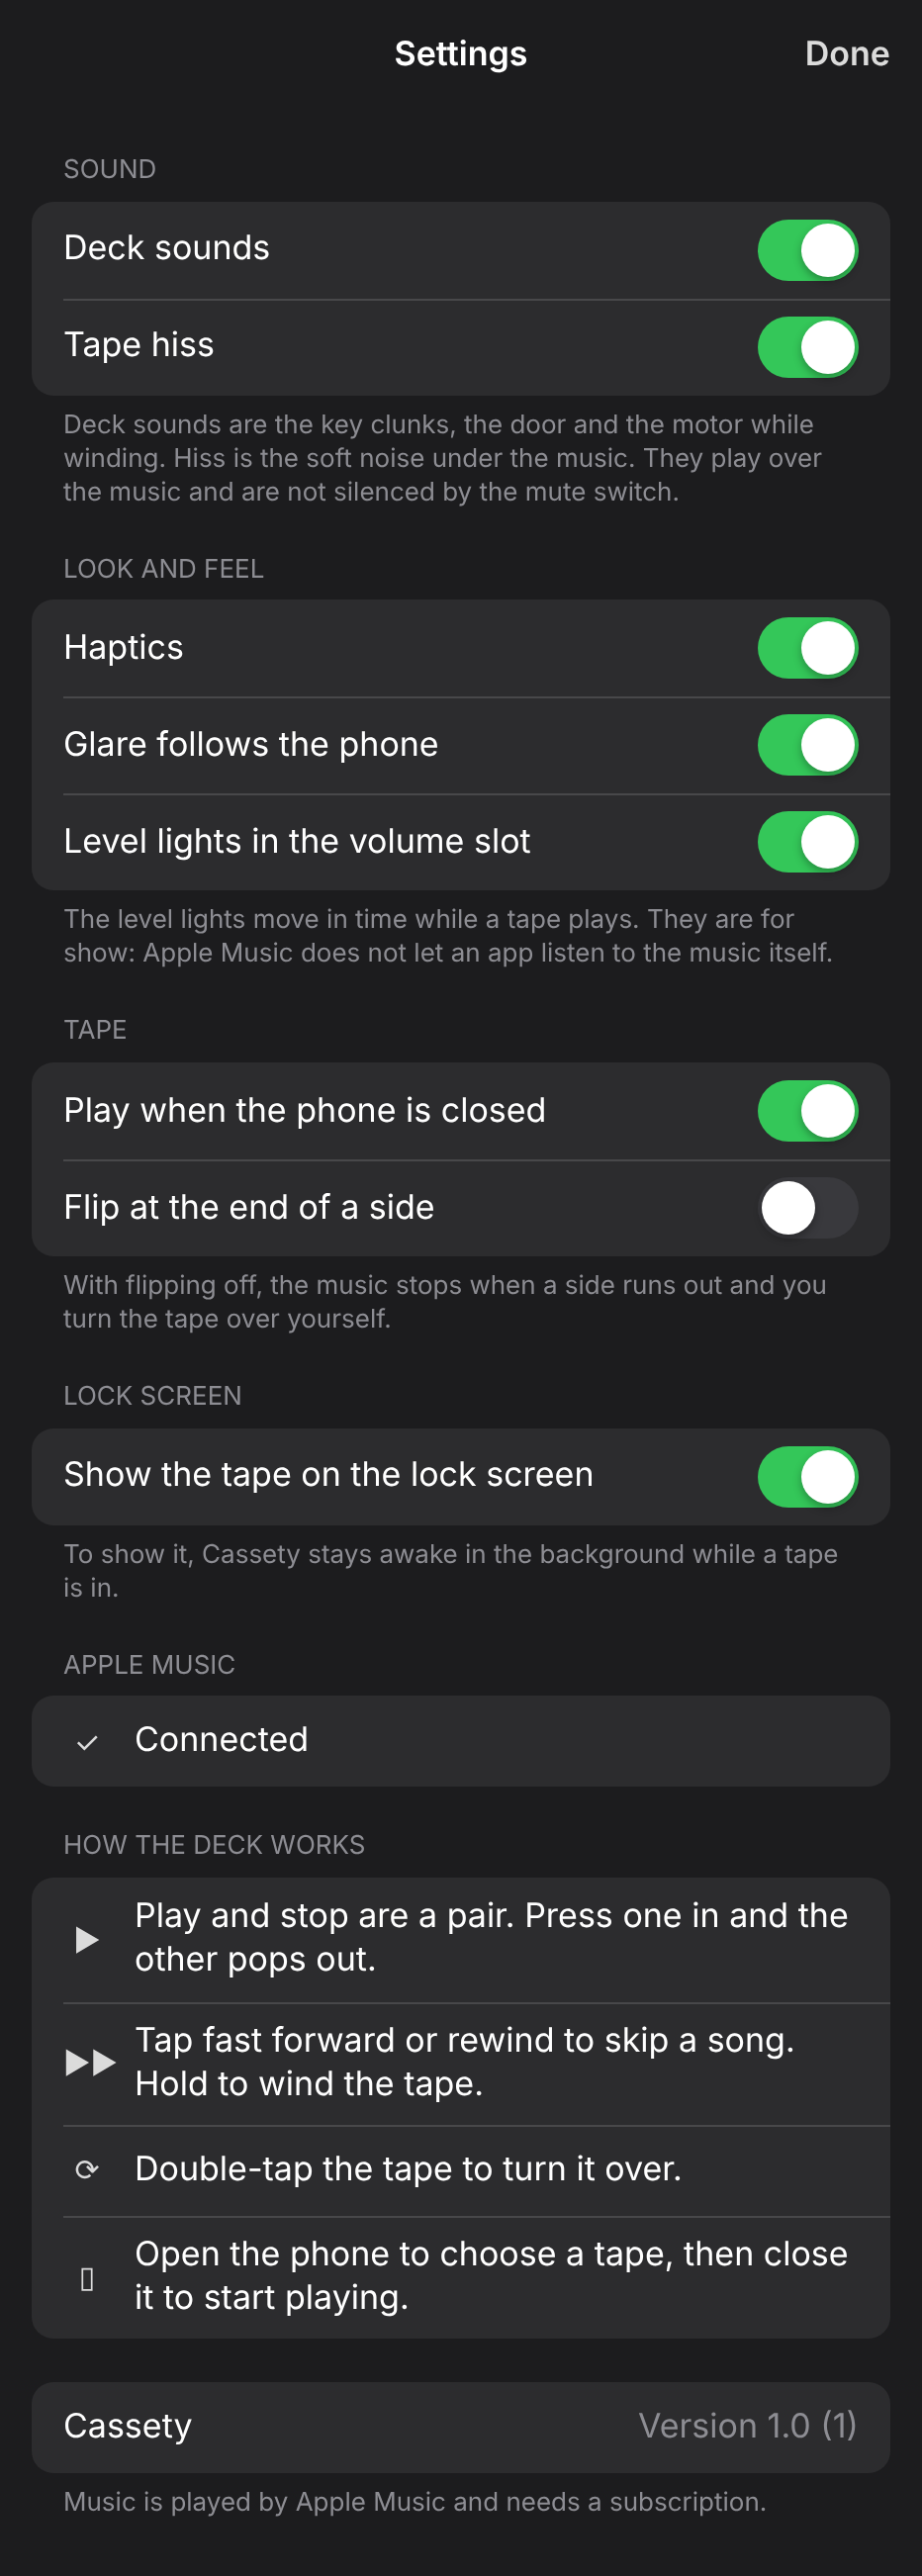 Settings
Done
SOUND
Deck sounds
Tape hiss
Deck sounds are the key clunks, the door and the motor while
winding. Hiss is the soft noise under the music. They play over
the music and are not silenced by the mute switch.
LOOK AND FEEL
Haptics
Glare follows the phone
Level lights in the volume slot
The level lights move in time while a tape plays. They are for
show: Apple Music does not let an app listen to the music itself.
TAPE
Play when the phone is closed
Flip at the end of a side
With flipping off, the music stops when a side runs out and you
turn the tape over yourself.
LOCK SCREEN
Show the tape on the lock screen
To show it, Cassety stays awake in the background while a tape
is in.
APPLE MUSIC
Connected
HOW THE DECK WORKS
Play and stop are a pair. Press one in and the
other pops out.
Tap fast forward or rewind to skip a song.
Hold to wind the tape.
Double-tap the tape to turn it over.
Open the phone to choose a tape, then close
it to start playing.
Cassety
Version 1.0 (1)
Music is played by Apple Music and needs a subscription.